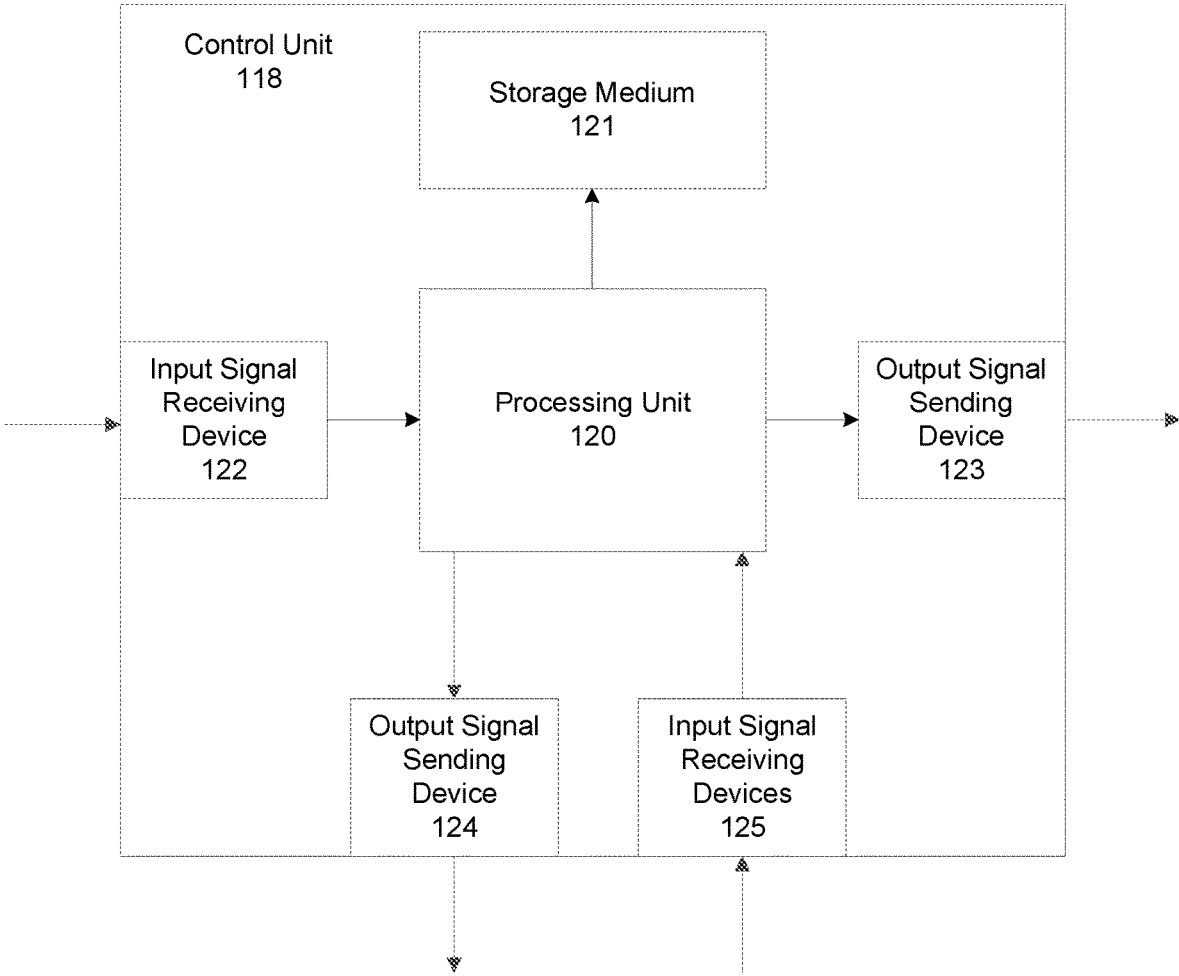 Control Unit
118
Storage Medium
121
Input Signal
Receiving
Device
122
Processing Unit
120
Output Signal
Sending
Device
123
Output Signal
Sending
Device
124
Input Signal
Receiving
Devices
125